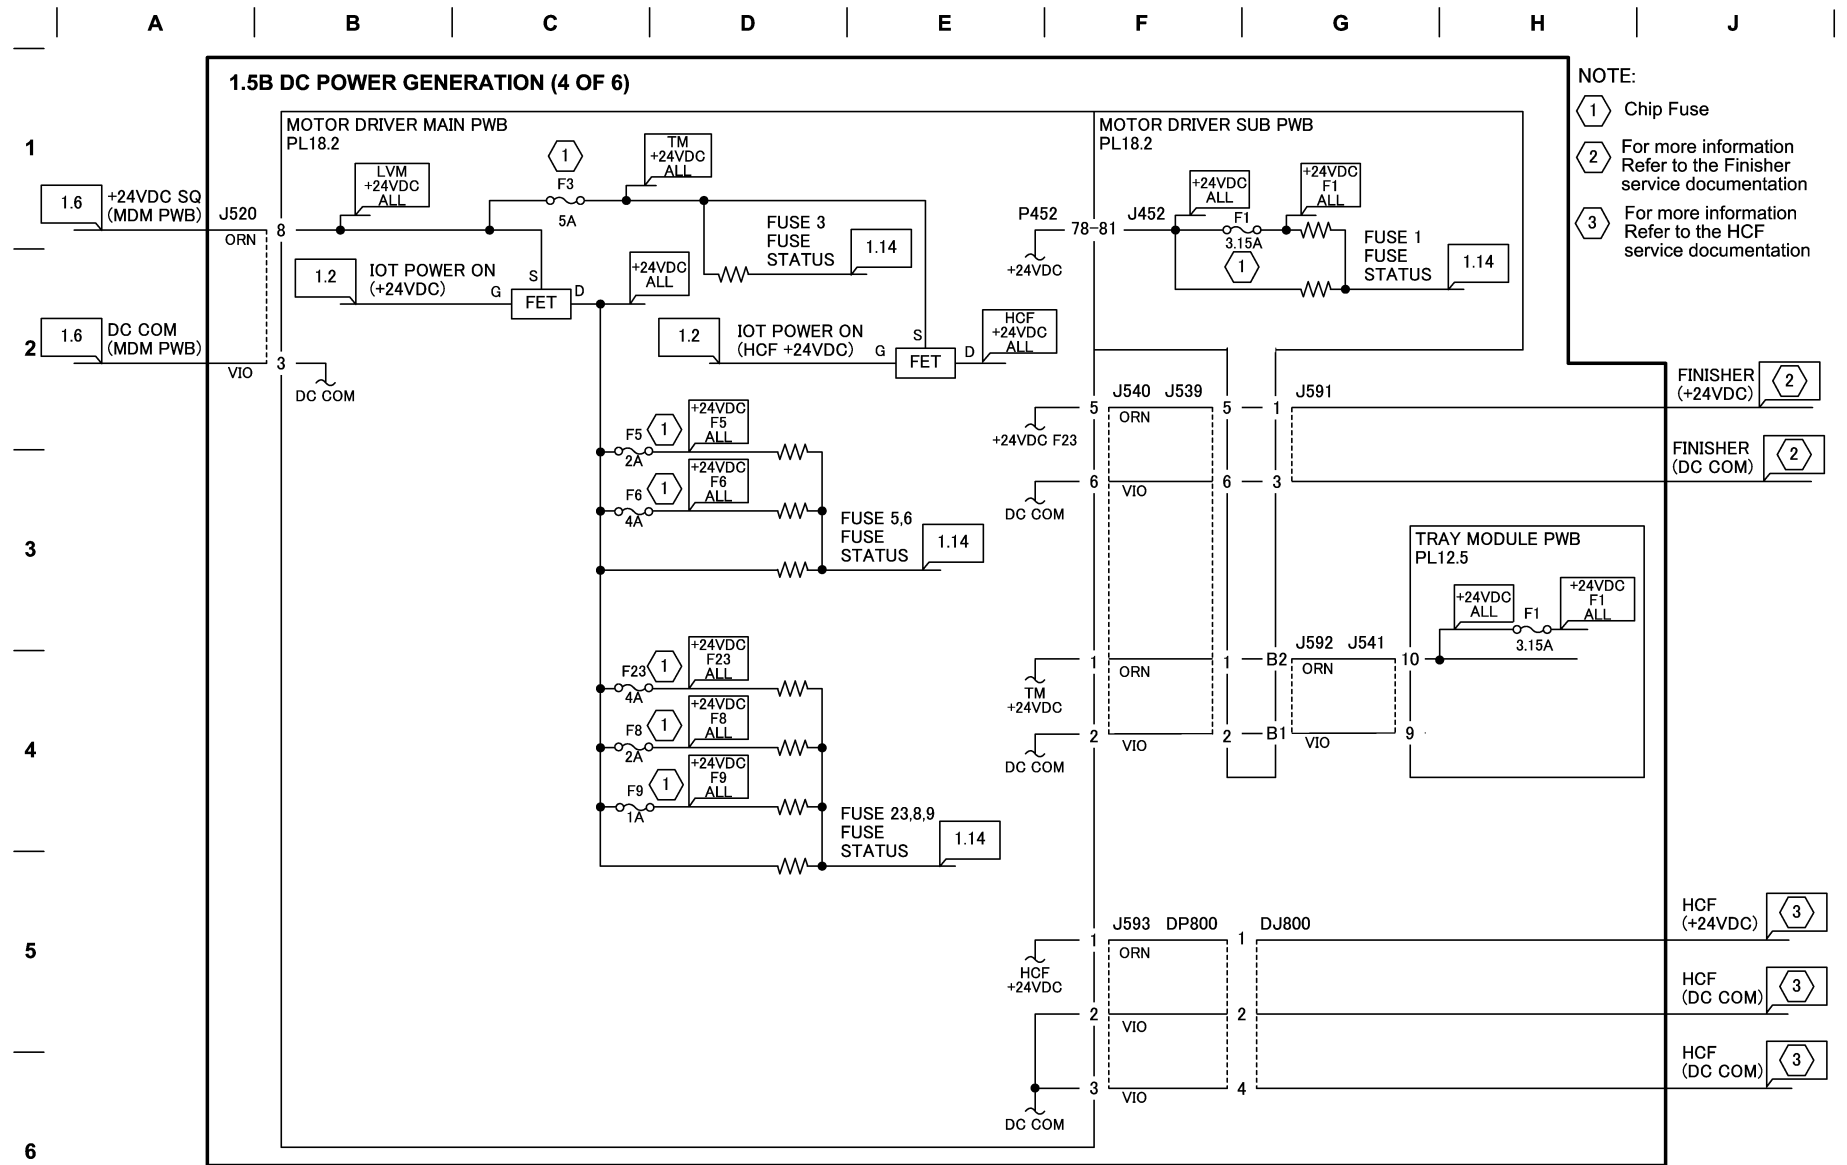 A B C D E F G H J
1
2
3
4
5
6
1.5B DC POWER GENERATION (4 OF 6)
NOTE:
1 Chip Fuse
2 For more information
Refer to the Finisher
service documentation
3 For more information
Refer to the HCF
service documentation
MOTOR DRIVER MAIN PWB
PL18.2
1.6
+24VDC SQ
(MDM PWB)
J520
ORN
8
LVM
+24VDC
ALL
1
F3
5A
TM
+24VDC
ALL
FUSE 3
FUSE
STATUS
1.14
1.2
IOT POWER ON
(+24VDC)
G
S
FET
D
+24VDC
ALL
1.6
DC COM
(MDM PWB)
VIO
3
DC COM
1.2
IOT POWER ON
(HCF +24VDC)
G
S
FET
D
HCF
+24VDC
ALL
F5
2A
1
+24VDC
F5
ALL
F6
4A
1
+24VDC
F6
ALL
FUSE 5,6
FUSE
STATUS
1.14
F23
4A
1
+24VDC
F23
ALL
F8
2A
1
+24VDC
F8
ALL
F9
1A
1
+24VDC
F9
ALL
FUSE 23,8,9
FUSE
STATUS
1.14
MOTOR DRIVER SUB PWB
PL18.2
P452
78-81
J452
+24VDC
+24VDC
ALL
F1
3.15A
1
+24VDC
F1
ALL
FUSE 1
FUSE
STATUS
1.14
J540 J539
J591
5
ORN
5
1
+24VDC F23
FINISHER
(+24VDC)
2
6
VIO
6
3
DC COM
FINISHER
(DC COM)
2
TRAY MODULE PWB
PL12.5
+24VDC
ALL
F1
3.15A
+24VDC
F1
ALL
J592 J541
1
ORN
1
B2
ORN
10
TM
+24VDC
2
VIO
2
B1
VIO
9
DC COM
J593 DP800
DJ800
1
ORN
1
HCF
+24VDC
HCF
(+24VDC)
3
2
VIO
2
HCF
(DC COM)
3
3
VIO
4
DC COM
HCF
(DC COM)
3